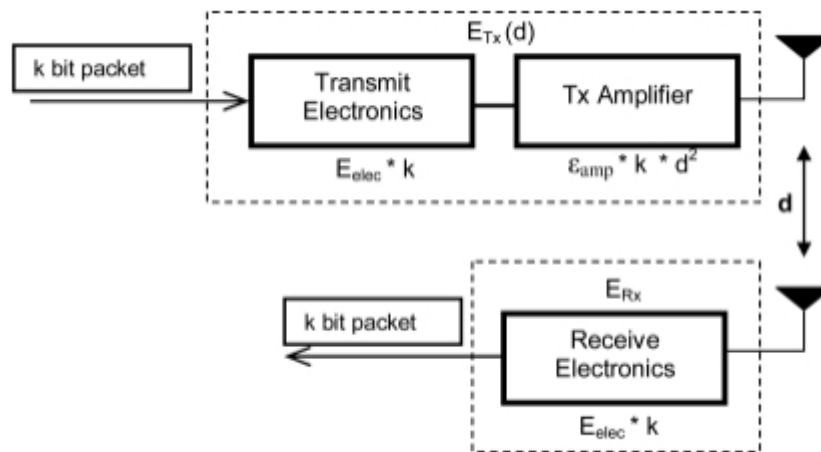 E_Tx (d)
k bit packet
Transmit
Electronics
Tx Amplifier
E_elec * k
ε_amp * k * d²
d
E_Rx
k bit packet
Receive
Electronics
E_elec * k